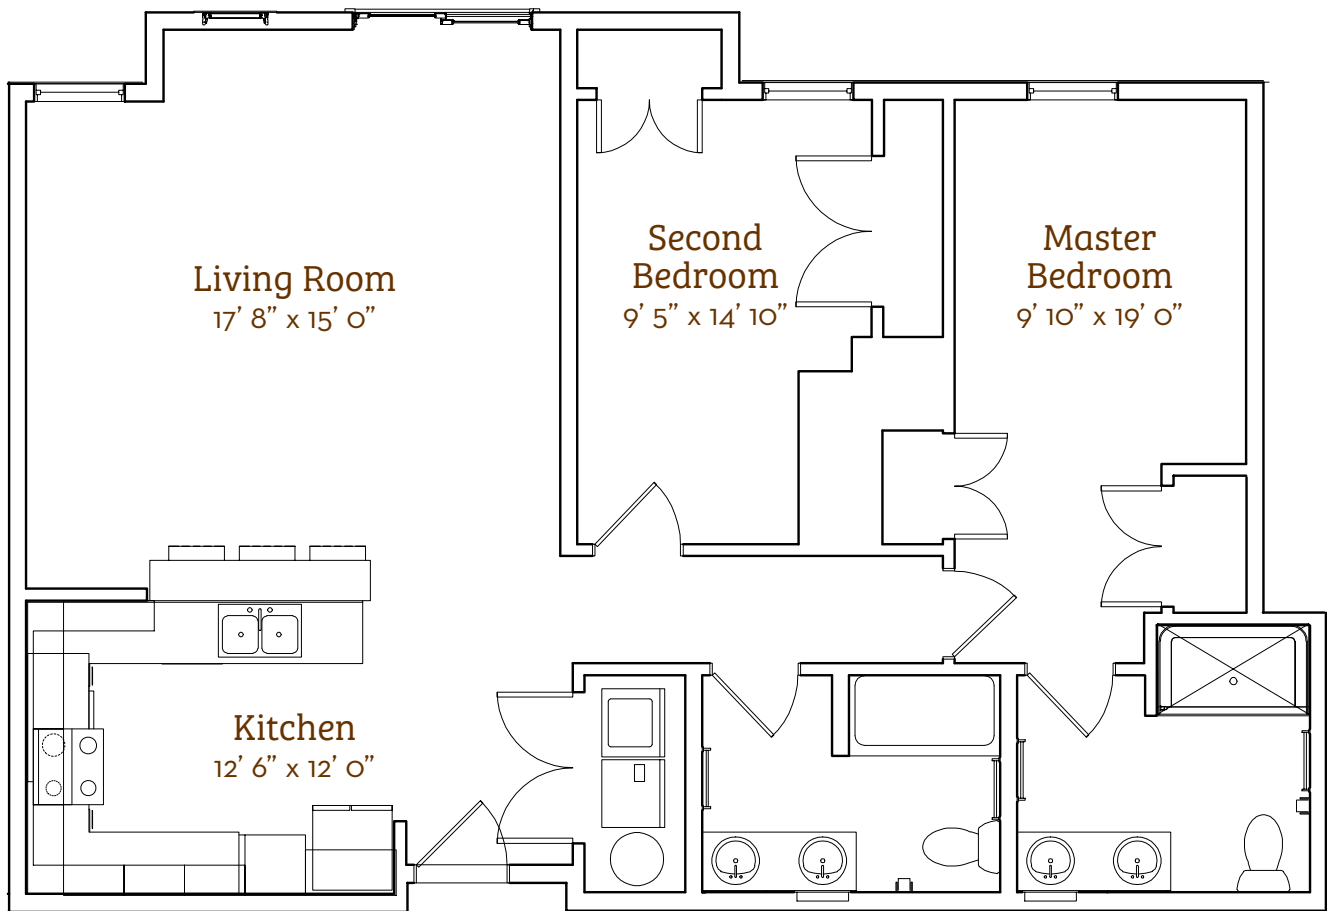 Living Room
17’ 8” x 15’ 0”
Second
Bedroom
9’ 5” x 14’ 10”
Master
Bedroom
9’ 10” x 19’ 0”
Kitchen
12’ 6” x 12’ 0”